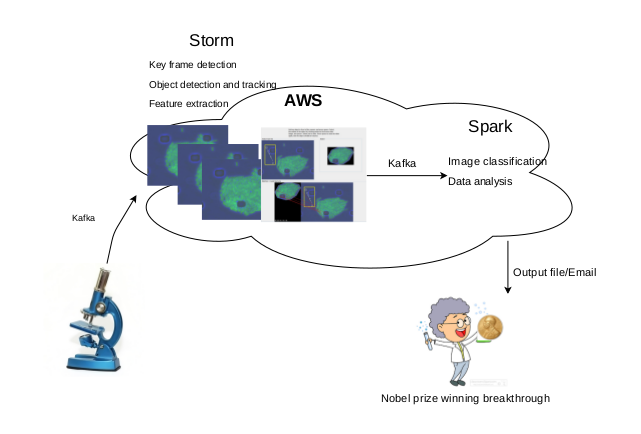 Storm
Key frame detection
Object detection and tracking
Feature extraction
AWS
Spark
Kafka
Image classification
Data analysis
Kafka
Output file/Email
Nobel prize winning breakthrough